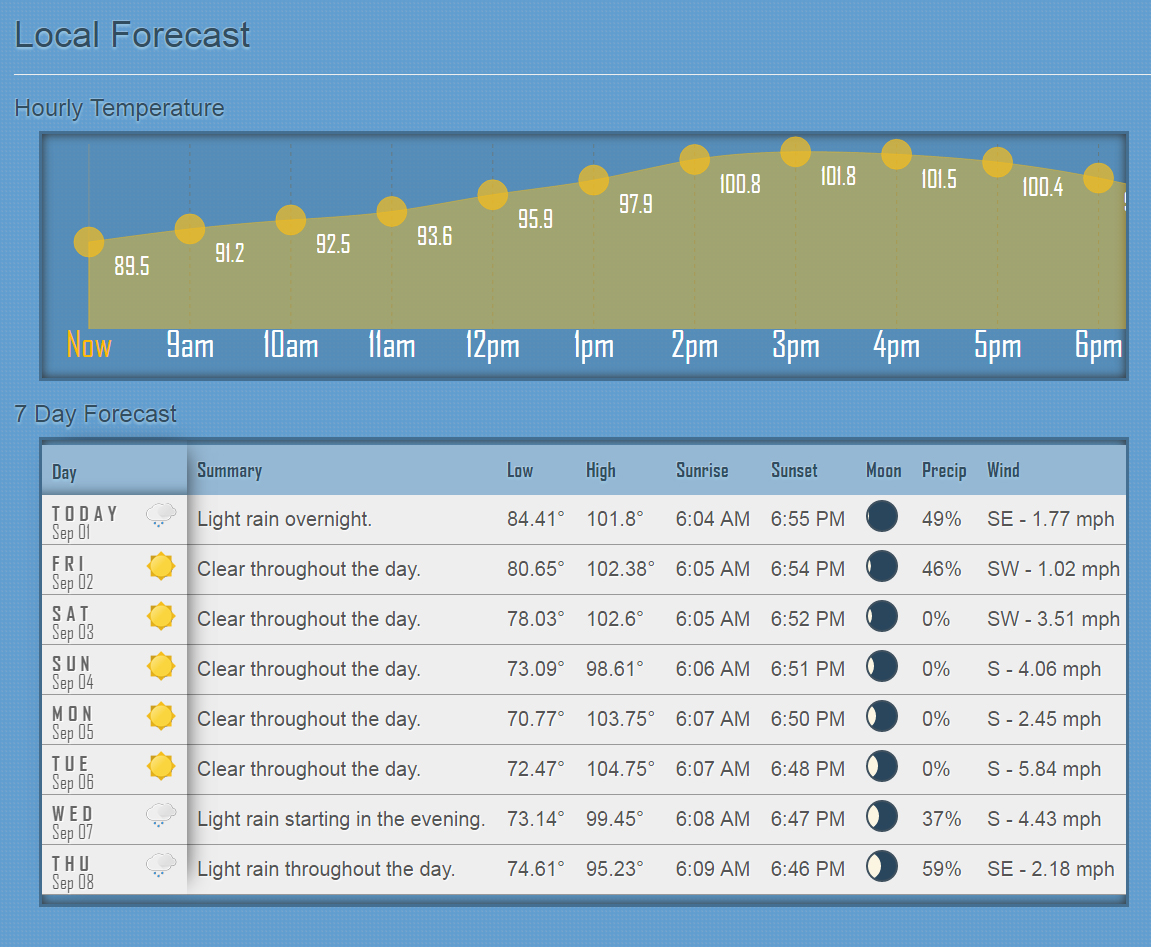 Local Forecast
Hourly Temperature
89.5 91.2 92.5 93.6 95.9 97.9 100.8 101.8 101.5 100.4
Now 9am 10am 11am 12pm 1pm 2pm 3pm 4pm 5pm 6pm
7 Day Forecast
Day Summary Low High Sunrise Sunset Moon Precip Wind
TODAY Sep 01 Light rain overnight. 84.41° 101.8° 6:04 AM 6:55 PM 49% SE - 1.77 mph
FRI Sep 02 Clear throughout the day. 80.65° 102.38° 6:05 AM 6:54 PM 46% SW - 1.02 mph
SAT Sep 03 Clear throughout the day. 78.03° 102.6° 6:05 AM 6:52 PM 0% SW - 3.51 mph
SUN Sep 04 Clear throughout the day. 73.09° 98.61° 6:06 AM 6:51 PM 0% S - 4.06 mph
MON Sep 05 Clear throughout the day. 70.77° 103.75° 6:07 AM 6:50 PM 0% S - 2.45 mph
TUE Sep 06 Clear throughout the day. 72.47° 104.75° 6:07 AM 6:48 PM 0% S - 5.84 mph
WED Sep 07 Light rain starting in the evening. 73.14° 99.45° 6:08 AM 6:47 PM 37% S - 4.43 mph
THU Sep 08 Light rain throughout the day. 74.61° 95.23° 6:09 AM 6:46 PM 59% SE - 2.18 mph